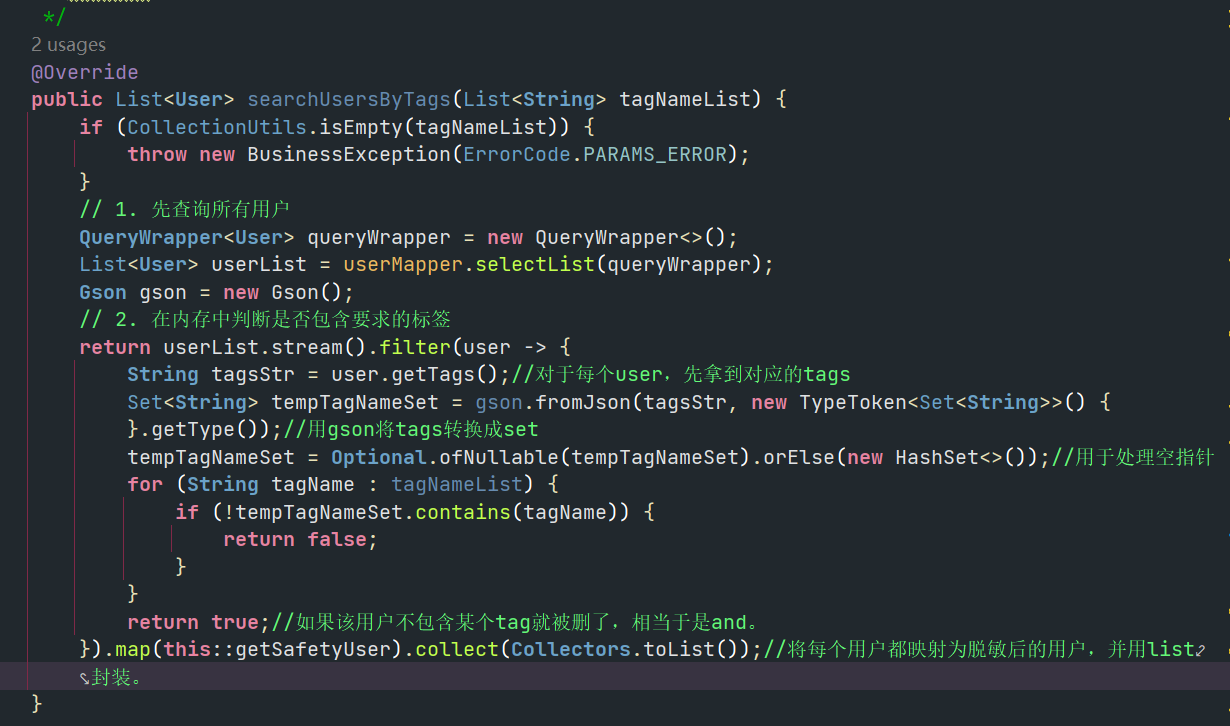 */
2 usages
@Override
public List<User> searchUsersByTags(List<String> tagNameList) {
    if (CollectionUtils.isEmpty(tagNameList)) {
        throw new BusinessException(ErrorCode.PARAMS_ERROR);
    }
    // 1. 先查询所有用户
    QueryWrapper<User> queryWrapper = new QueryWrapper<>();
    List<User> userList = userMapper.selectList(queryWrapper);
    Gson gson = new Gson();
    // 2. 在内存中判断是否包含要求的标签
    return userList.stream().filter(user -> {
        String tagsStr = user.getTags();//对于每个user，先拿到对应的tags
        Set<String> tempTagNameSet = gson.fromJson(tagsStr, new TypeToken<Set<String>>() {
        }.getType());//用gson将tags转换成set
        tempTagNameSet = Optional.ofNullable(tempTagNameSet).orElse(new HashSet<>());//用于处理空指针
        for (String tagName : tagNameList) {
            if (!tempTagNameSet.contains(tagName)) {
                return false;
            }
        }
        return true;//如果该用户不包含某个tag就被删了，相当于是and。
    }).map(this::getSafetyUser).collect(Collectors.toList());//将每个用户都映射为脱敏后的用户，并用list
    封装。
}